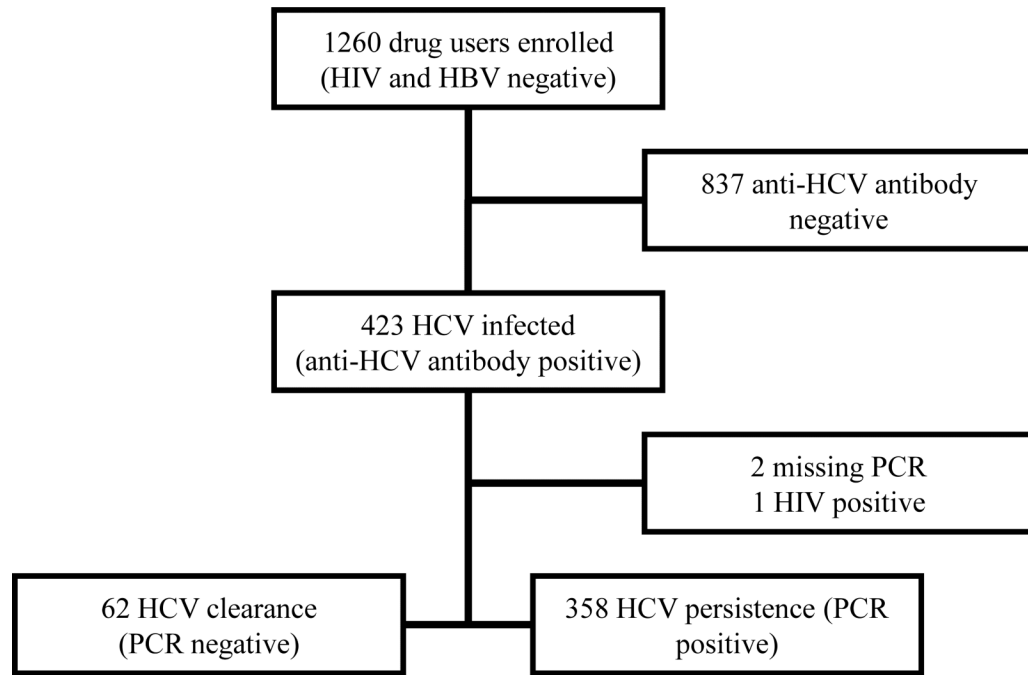 1260 drug users enrolled
(HIV and HBV negative)
837 anti-HCV antibody
negative
423 HCV infected
(anti-HCV antibody positive)
2 missing PCR
1 HIV positive
62 HCV clearance
(PCR negative)
358 HCV persistence (PCR
positive)